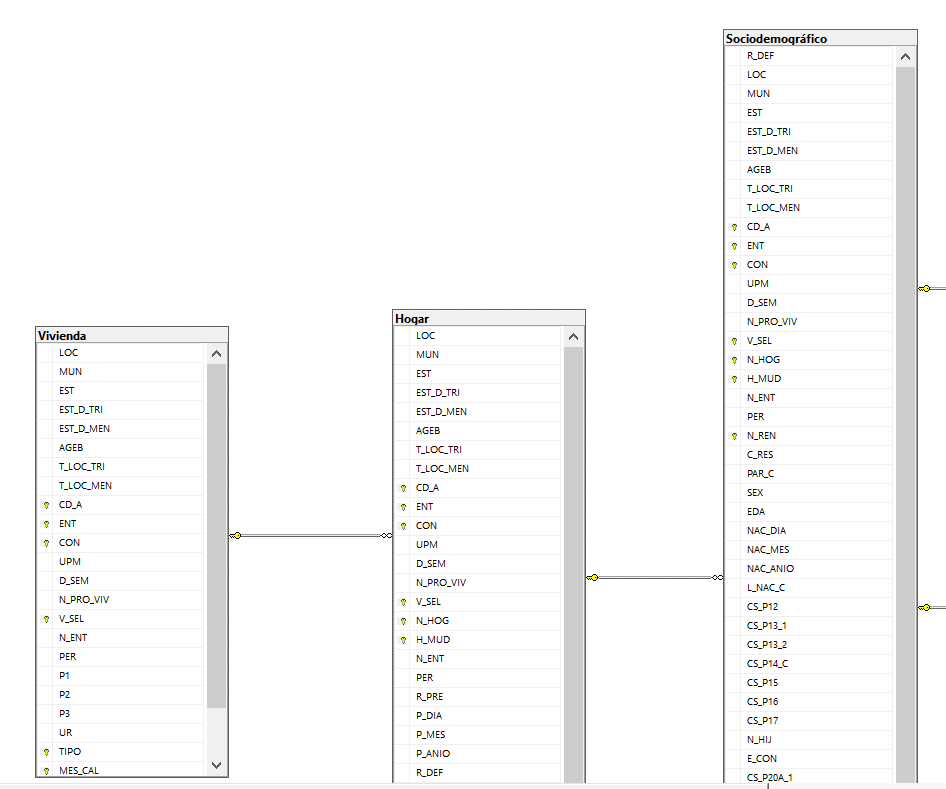 Vivienda
LOC
MUN
EST
EST_D_TRI
EST_D_MEN
AGEB
T_LOC_TRI
T_LOC_MEN
CD_A
ENT
CON
UPM
D_SEM
N_PRO_VIV
V_SEL
N_ENT
PER
P1
P2
P3
UR
TIPO
MES_CAL
Hogar
LOC
MUN
EST
EST_D_TRI
EST_D_MEN
AGEB
T_LOC_TRI
T_LOC_MEN
CD_A
ENT
CON
UPM
D_SEM
N_PRO_VIV
V_SEL
N_HOG
H_MUD
N_ENT
PER
R_PRE
P_DIA
P_MES
P_ANIO
R_DEF
Sociodemográfico
R_DEF
LOC
MUN
EST
EST_D_TRI
EST_D_MEN
AGEB
T_LOC_TRI
T_LOC_MEN
CD_A
ENT
CON
UPM
D_SEM
N_PRO_VIV
V_SEL
N_HOG
H_MUD
N_ENT
PER
N_REN
C_RES
PAR_C
SEX
EDA
NAC_DIA
NAC_MES
NAC_ANIO
L_NAC_C
CS_P12
CS_P13_1
CS_P13_2
CS_P14_C
CS_P15
CS_P16
CS_P17
N_HIJ
E_CON
CS_P20A_1